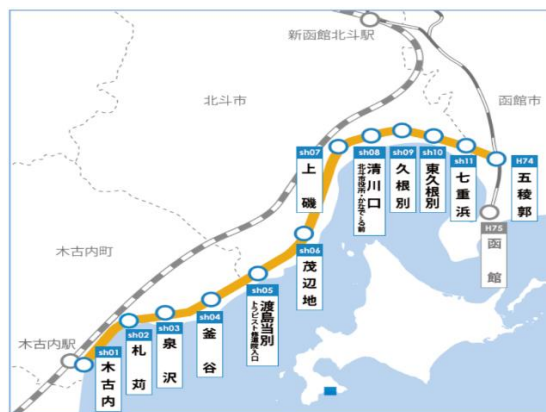 新函館北斗駅
北斗市
函館市
木古内町
木古内駅
sh01
木古内
sh02
札苅
sh03
泉沢
sh04
釜谷
sh05
渡島当別
トラピスト修道院入口
sh06
茂辺地
sh07
上磯
sh08
清川口
北斗市役所・かなで~る前
sh09
久根別
sh10
東久根別
sh11
七重浜
H74
五稜郭
H75
函館